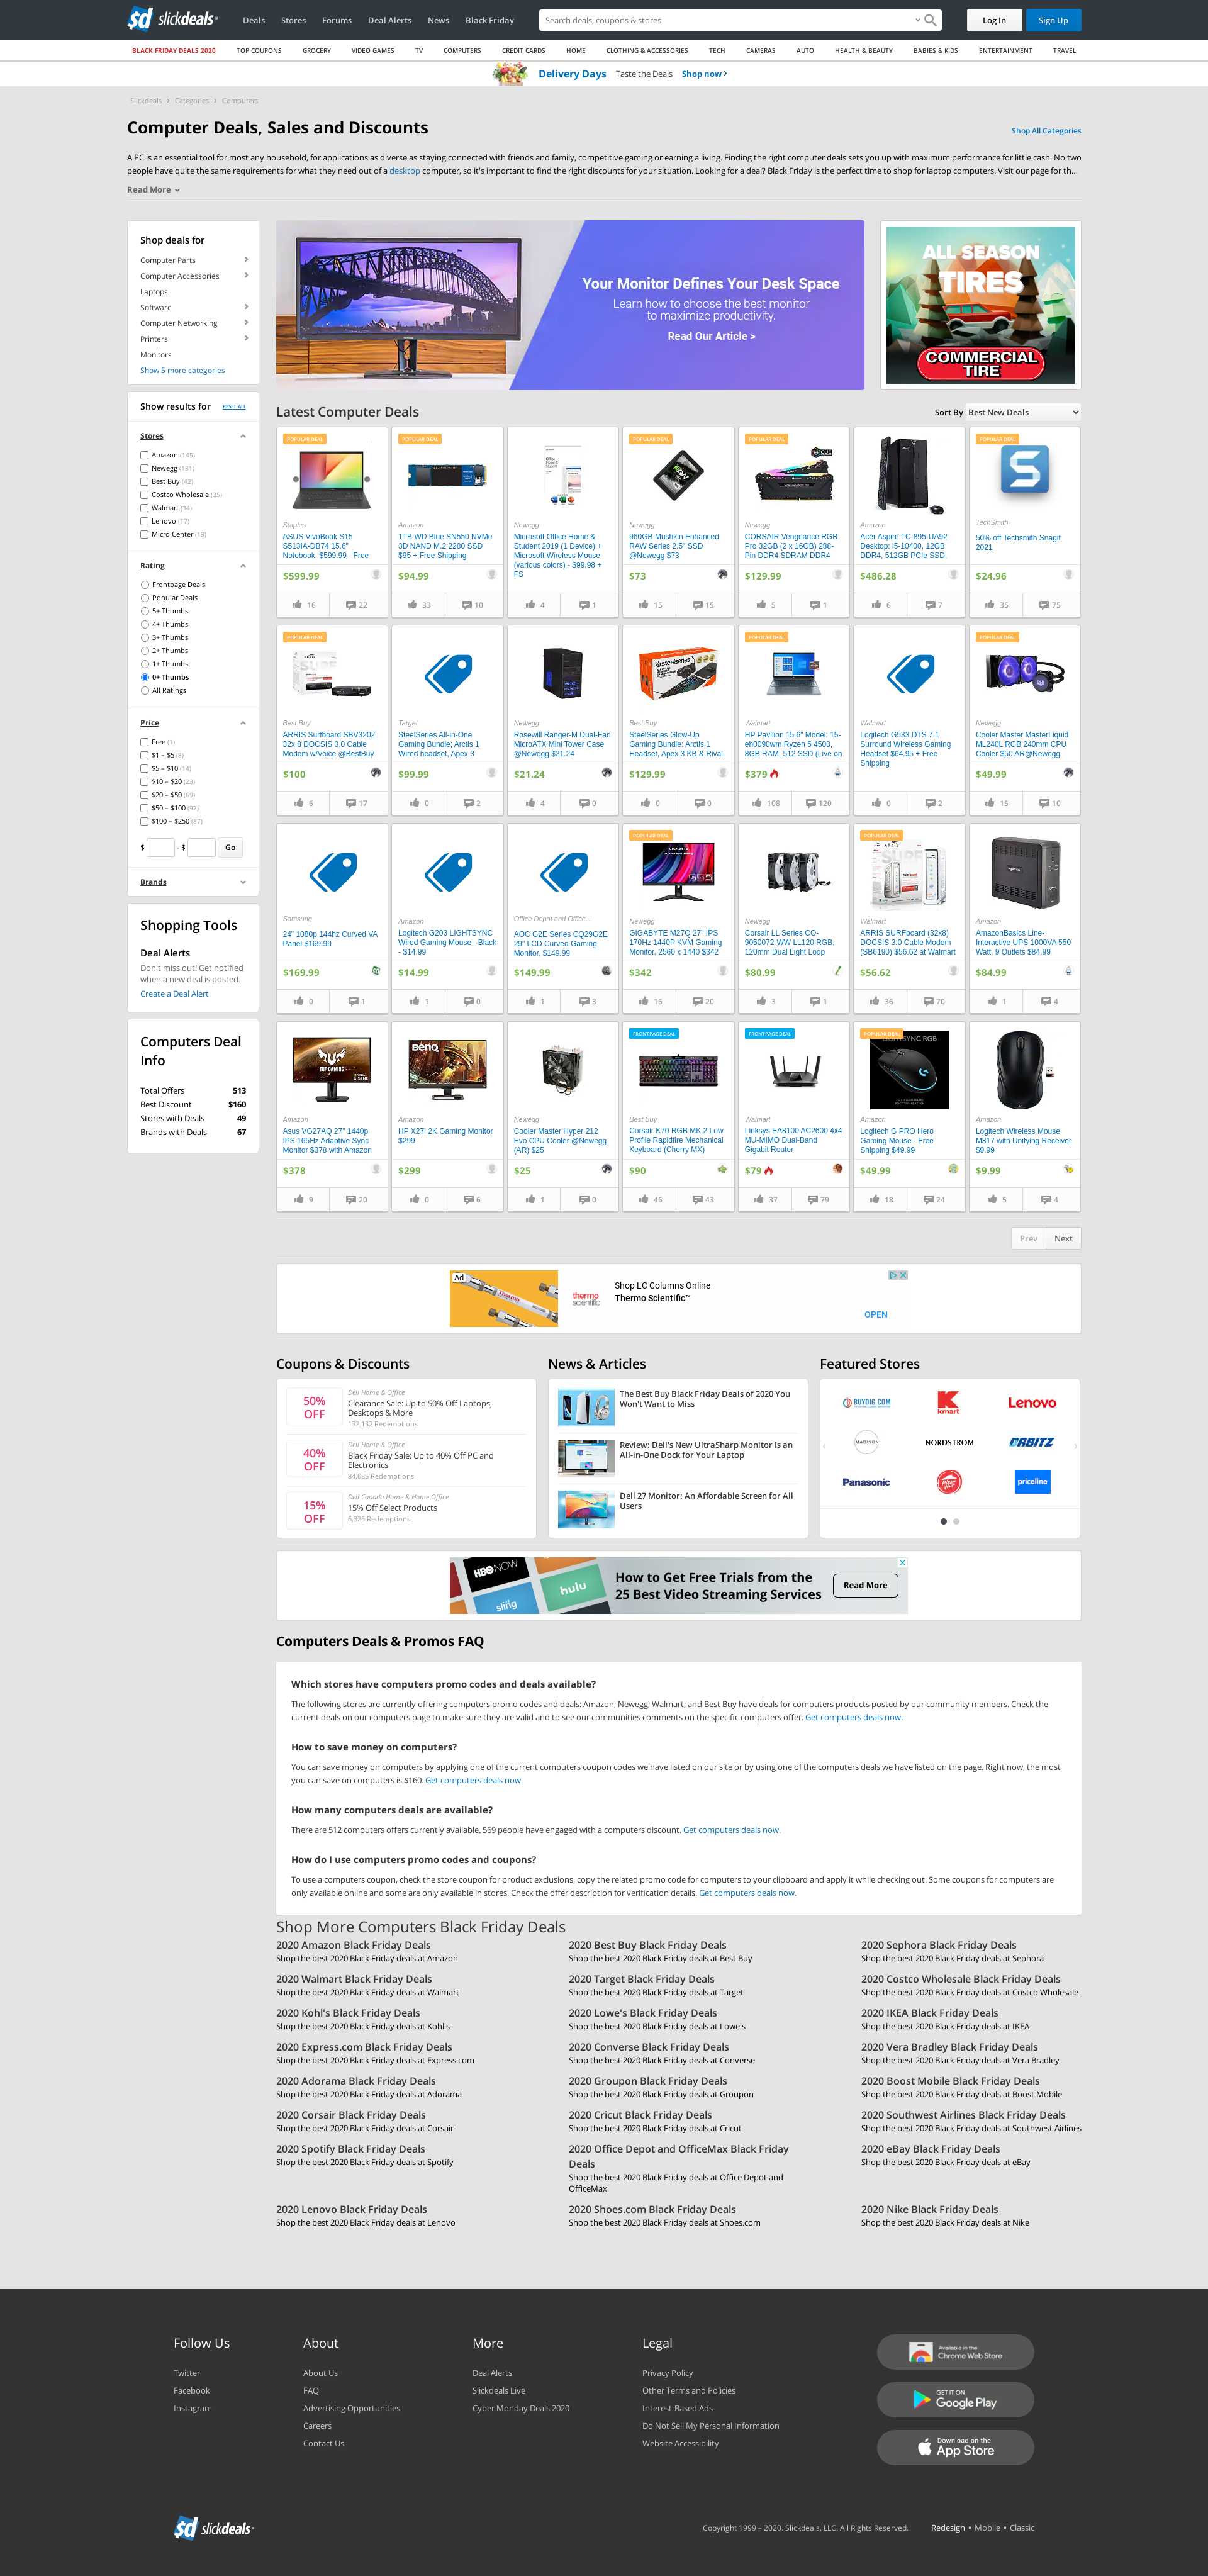 slickdeals
Deals
Stores
Forums
Deal Alerts
News
Black Friday
Search deals, coupons & stores
Log In
Sign Up
BLACK FRIDAY DEALS 2020
TOP COUPONS
GROCERY
VIDEO GAMES
TV
COMPUTERS
CREDIT CARDS
HOME
CLOTHING & ACCESSORIES
TECH
CAMERAS
AUTO
HEALTH & BEAUTY
BABIES & KIDS
ENTERTAINMENT
TRAVEL
Delivery Days Taste the Deals Shop now
Slickdeals > Categories > Computers
Computer Deals, Sales and Discounts
Shop All Categories
A PC is an essential tool for most any household, for applications as diverse as staying connected with friends and family, competitive gaming or earning a living. Finding the right computer deals sets you up with maximum performance for little cash. No two
people have quite the same requirements for what they need out of a desktop computer, so it's important to find the right discounts for your situation. Looking for a deal? Black Friday is the perfect time to shop for laptop computers. Visit our page for th...
Read More
Shop deals for
Computer Parts
Computer Accessories
Laptops
Software
Computer Networking
Printers
Monitors
Show 5 more categories
Show results for
RESET ALL
Stores
Amazon (145)
Newegg (131)
Best Buy (42)
Costco Wholesale (35)
Walmart (34)
Lenovo (17)
Micro Center (13)
Rating
Frontpage Deals
Popular Deals
5+ Thumbs
4+ Thumbs
3+ Thumbs
2+ Thumbs
1+ Thumbs
0+ Thumbs
All Ratings
Price
Free (1)
$1 – $5 (8)
$5 – $10 (14)
$10 – $20 (23)
$20 – $50 (69)
$50 – $100 (97)
$100 – $250 (87)
$ - $ Go
Brands
Shopping Tools
Deal Alerts
Don't miss out! Get notified
when a new deal is posted.
Create a Deal Alert
Computers Deal
Info
Total Offers 513
Best Discount $160
Stores with Deals 49
Brands with Deals 67
Your Monitor Defines Your Desk Space
Learn how to choose the best monitor
to maximize productivity.
Read Our Article >
ALL SEASON
TIRES
COMMERCIAL
TIRE
Latest Computer Deals
Sort By Best New Deals
POPULAR DEAL
Staples
ASUS VivoBook S15
S513IA-DB74 15.6"
Notebook, $599.99 - Free
$599.99
16
22
POPULAR DEAL
Amazon
1TB WD Blue SN550 NVMe
3D NAND M.2 2280 SSD
$95 + Free Shipping
$94.99
33
10
Newegg
Microsoft Office Home &
Student 2019 (1 Device) +
Microsoft Wireless Mouse
(various colors) - $99.98 +
FS
4
1
POPULAR DEAL
Newegg
960GB Mushkin Enhanced
RAW Series 2.5" SSD
@Newegg $73
$73
15
15
POPULAR DEAL
Newegg
CORSAIR Vengeance RGB
Pro 32GB (2 x 16GB) 288-
Pin DDR4 SDRAM DDR4
$129.99
5
1
Amazon
Acer Aspire TC-895-UA92
Desktop: i5-10400, 12GB
DDR4, 512GB PCIe SSD,
$486.28
6
7
POPULAR DEAL
TechSmith
50% off Techsmith Snagit
2021
$24.96
35
75
POPULAR DEAL
Best Buy
ARRIS Surfboard SBV3202
32x 8 DOCSIS 3.0 Cable
Modem w/Voice @BestBuy
$100
6
17
Target
SteelSeries All-in-One
Gaming Bundle; Arctis 1
Wired headset, Apex 3
$99.99
0
2
Newegg
Rosewill Ranger-M Dual-Fan
MicroATX Mini Tower Case
@Newegg $21.24
$21.24
4
0
steelseries
Best Buy
SteelSeries Glow-Up
Gaming Bundle: Arctis 1
Headset, Apex 3 KB & Rival
$129.99
0
0
POPULAR DEAL
Walmart
HP Pavilion 15.6" Model: 15-
eh0090wm Ryzen 5 4500,
8GB RAM, 512 SSD (Live on
$379
108
120
Walmart
Logitech G533 DTS 7.1
Surround Wireless Gaming
Headset $64.95 + Free
Shipping
0
2
POPULAR DEAL
Newegg
Cooler Master MasterLiquid
ML240L RGB 240mm CPU
Cooler $50 AR@Newegg
$49.99
15
10
Samsung
24" 1080p 144hz Curved VA
Panel $169.99
$169.99
0
1
Amazon
Logitech G203 LIGHTSYNC
Wired Gaming Mouse - Black
- $14.99
$14.99
1
0
Office Depot and Office...
AOC G2E Series CQ29G2E
29" LCD Curved Gaming
Monitor, $149.99
$149.99
1
3
POPULAR DEAL
Newegg
GIGABYTE M27Q 27" IPS
170Hz 1440P KVM Gaming
Monitor, 2560 x 1440 $342
$342
16
20
Newegg
Corsair LL Series CO-
9050072-WW LL120 RGB,
120mm Dual Light Loop
$80.99
3
1
POPULAR DEAL
Walmart
ARRIS SURFboard (32x8)
DOCSIS 3.0 Cable Modem
(SB6190) $56.62 at Walmart
$56.62
36
70
Amazon
AmazonBasics Line-
Interactive UPS 1000VA 550
Watt, 9 Outlets $84.99
$84.99
1
4
TUF GAMING
Amazon
Asus VG27AQ 27" 1440p
IPS 165Hz Adaptive Sync
Monitor $378 with Amazon
$378
9
20
BenQ
Amazon
HP X27i 2K Gaming Monitor
$299
$299
0
6
Newegg
Cooler Master Hyper 212
Evo CPU Cooler @Newegg
(AR) $25
$25
1
0
FRONTPAGE DEAL
Best Buy
Corsair K70 RGB MK.2 Low
Profile Rapidfire Mechanical
Keyboard (Cherry MX)
$90
46
43
FRONTPAGE DEAL
Walmart
Linksys EA8100 AC2600 4x4
MU-MIMO Dual-Band
Gigabit Router
$79
37
79
POPULAR DEAL
Amazon
Logitech G PRO Hero
Gaming Mouse - Free
Shipping $49.99
$49.99
18
24
Amazon
Logitech Wireless Mouse
M317 with Unifying Receiver
$9.99
$9.99
5
4
Prev Next
Ad
thermo
scientific
Shop LC Columns Online
Thermo Scientific™
OPEN
Coupons & Discounts
50%
OFF
Dell Home & Office
Clearance Sale: Up to 50% Off Laptops,
Desktops & More
132,132 Redemptions
40%
OFF
Dell Home & Office
Black Friday Sale: Up to 40% Off PC and
Electronics
84,085 Redemptions
15%
OFF
Dell Canada Home & Home Office
15% Off Select Products
6,326 Redemptions
News & Articles
The Best Buy Black Friday Deals of 2020 You
Won't Want to Miss
Review: Dell's New UltraSharp Monitor Is an
All-in-One Dock for Your Laptop
Dell 27 Monitor: An Affordable Screen for All
Users
Featured Stores
BUYDIG.COM
kmart
Lenovo
MADISON
NORDSTROM
ORBITZ
Panasonic
priceline
HBO NOW
hulu
sling
How to Get Free Trials from the
25 Best Video Streaming Services
Read More
Computers Deals & Promos FAQ
Which stores have computers promo codes and deals available?
The following stores are currently offering computers promo codes and deals: Amazon; Newegg; Walmart; and Best Buy have deals for computers products posted by our community members. Check the
current deals on our computers page to make sure they are valid and to see our communities comments on the specific computers offer. Get computers deals now.
How to save money on computers?
You can save money on computers by applying one of the current computers coupon codes we have listed on our site or by using one of the computers deals we have listed on the page. Right now, the most
you can save on computers is $160. Get computers deals now.
How many computers deals are available?
There are 512 computers offers currently available. 569 people have engaged with a computers discount. Get computers deals now.
How do I use computers promo codes and coupons?
To use a computers coupon, check the store coupon for product exclusions, copy the related promo code for computers to your clipboard and apply it while checking out. Some coupons for computers are
only available online and some are only available in stores. Check the offer description for verification details. Get computers deals now.
Shop More Computers Black Friday Deals
2020 Amazon Black Friday Deals
Shop the best 2020 Black Friday deals at Amazon
2020 Best Buy Black Friday Deals
Shop the best 2020 Black Friday deals at Best Buy
2020 Sephora Black Friday Deals
Shop the best 2020 Black Friday deals at Sephora
2020 Walmart Black Friday Deals
Shop the best 2020 Black Friday deals at Walmart
2020 Target Black Friday Deals
Shop the best 2020 Black Friday deals at Target
2020 Costco Wholesale Black Friday Deals
Shop the best 2020 Black Friday deals at Costco Wholesale
2020 Kohl's Black Friday Deals
Shop the best 2020 Black Friday deals at Kohl's
2020 Lowe's Black Friday Deals
Shop the best 2020 Black Friday deals at Lowe's
2020 IKEA Black Friday Deals
Shop the best 2020 Black Friday deals at IKEA
2020 Express.com Black Friday Deals
Shop the best 2020 Black Friday deals at Express.com
2020 Converse Black Friday Deals
Shop the best 2020 Black Friday deals at Converse
2020 Vera Bradley Black Friday Deals
Shop the best 2020 Black Friday deals at Vera Bradley
2020 Adorama Black Friday Deals
Shop the best 2020 Black Friday deals at Adorama
2020 Groupon Black Friday Deals
Shop the best 2020 Black Friday deals at Groupon
2020 Boost Mobile Black Friday Deals
Shop the best 2020 Black Friday deals at Boost Mobile
2020 Corsair Black Friday Deals
Shop the best 2020 Black Friday deals at Corsair
2020 Cricut Black Friday Deals
Shop the best 2020 Black Friday deals at Cricut
2020 Southwest Airlines Black Friday Deals
Shop the best 2020 Black Friday deals at Southwest Airlines
2020 Spotify Black Friday Deals
Shop the best 2020 Black Friday deals at Spotify
2020 Office Depot and OfficeMax Black Friday
Deals
Shop the best 2020 Black Friday deals at Office Depot and
OfficeMax
2020 eBay Black Friday Deals
Shop the best 2020 Black Friday deals at eBay
2020 Lenovo Black Friday Deals
Shop the best 2020 Black Friday deals at Lenovo
2020 Shoes.com Black Friday Deals
Shop the best 2020 Black Friday deals at Shoes.com
2020 Nike Black Friday Deals
Shop the best 2020 Black Friday deals at Nike
Follow Us
Twitter
Facebook
Instagram
About
About Us
FAQ
Advertising Opportunities
Careers
Contact Us
More
Deal Alerts
Slickdeals Live
Cyber Monday Deals 2020
Legal
Privacy Policy
Other Terms and Policies
Interest-Based Ads
Do Not Sell My Personal Information
Website Accessibility
Available in the
Chrome Web Store
GET IT ON
Google Play
Download on the
App Store
slickdeals
Copyright 1999 – 2020. Slickdeals, LLC. All Rights Reserved.
Redesign • Mobile • Classic